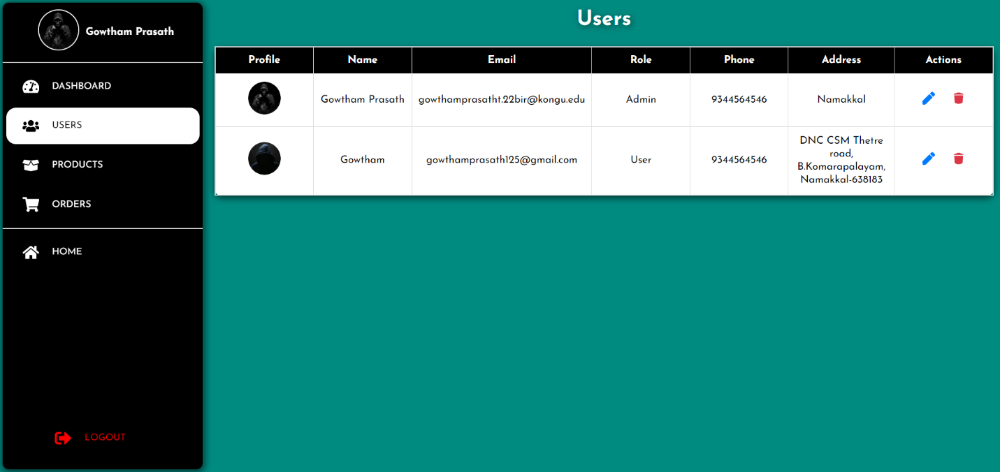 Gowtham Prasath
DASHBOARD
USERS
PRODUCTS
ORDERS
HOME
LOGOUT
Users
Profile Name Email Role Phone Address Actions
Gowtham Prasath gowthamprasatht.22bir@kongu.edu Admin 9344564546 Namakkal
Gowtham gowthamprasath125@gmail.com User 9344564546
DNC CSM Thetre
road,
B.Komarapalayam,
Namakkal-638183